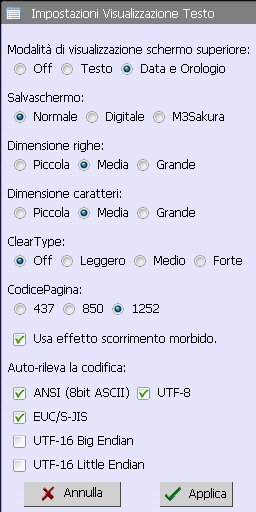 Impostazioni Visualizzazione Testo
Modalità di visualizzazione schermo superiore:
Off Testo Data e Orologio
Salvaschermo:
Normale Digitale M3Sakura
Dimensione righe:
Piccola Media Grande
Dimensione caratteri:
Piccola Media Grande
ClearType:
Off Leggero Medio Forte
CodicePagina:
437 850 1252
Usa effetto scorrimento morbido.
Auto-rileva la codifica:
ANSI (8bit ASCII) UTF-8
EUC/S-JIS
UTF-16 Big Endian
UTF-16 Little Endian
Annulla Applica